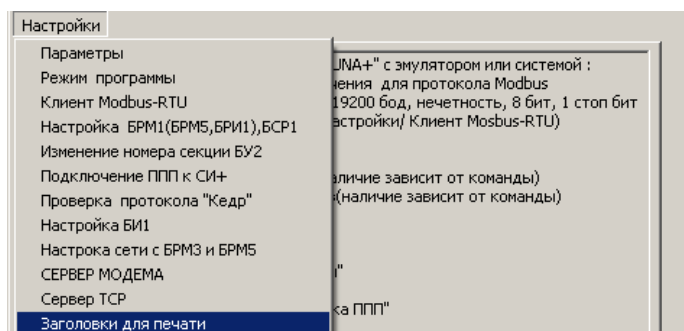 Настройки
Параметры
Режим программы
Клиент Modbus-RTU
Настройка БРМ1(БРМ5,БРИ1),БСР1
Изменение номера секции БУ2
Подключение ППП к СИ+
Проверка протокола "Кедр"
Настройка БИ1
Настрока сети с БРМ3 и БРМ5
СЕРВЕР МОДЕМА
Сервер TCP
Заголовки для печати
UNA+" с эмулятором или системой :
чения для протокола Modbus
19200 бод, нечетность, 8 бит, 1 стоп бит
астройки/ Клиент Mosbus-RTU)
аличие зависит от команды)
(наличие зависит от команды)
ка ППП"